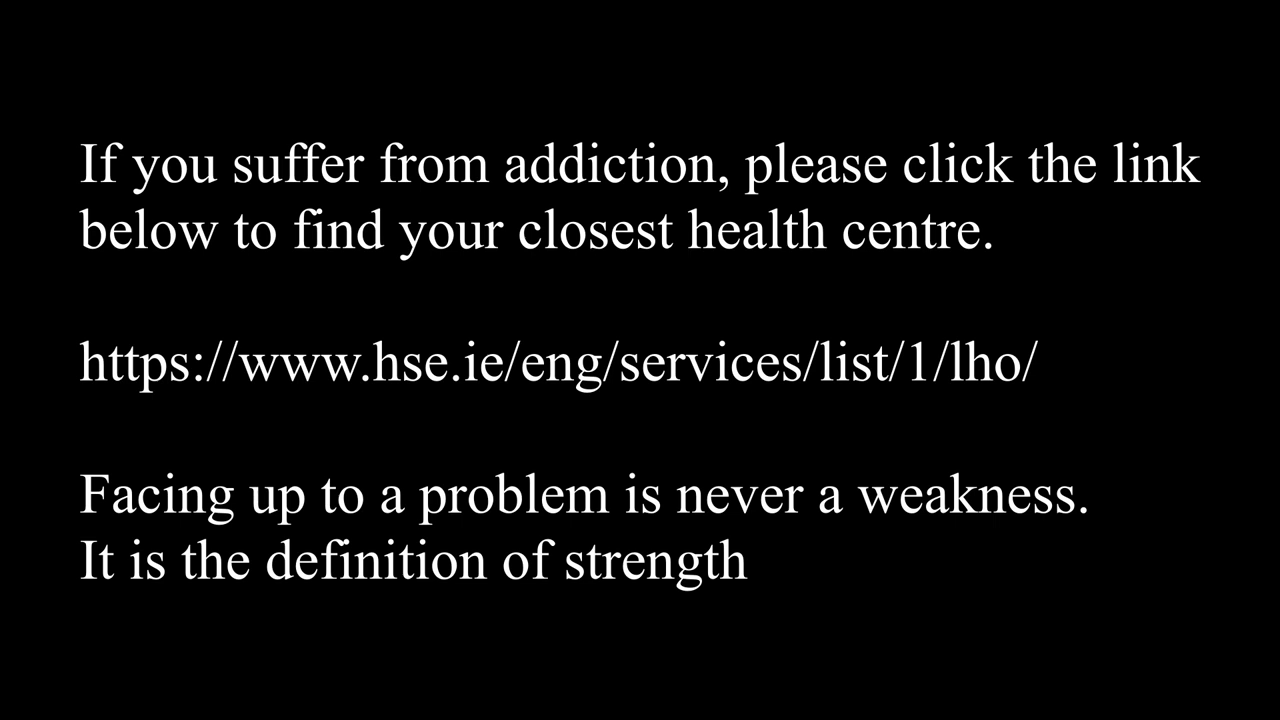 If you suffer from addiction, please click the link
below to find your closest health centre.
https://www.hse.ie/eng/services/list/1/lho/
Facing up to a problem is never a weakness.
It is the definition of strength